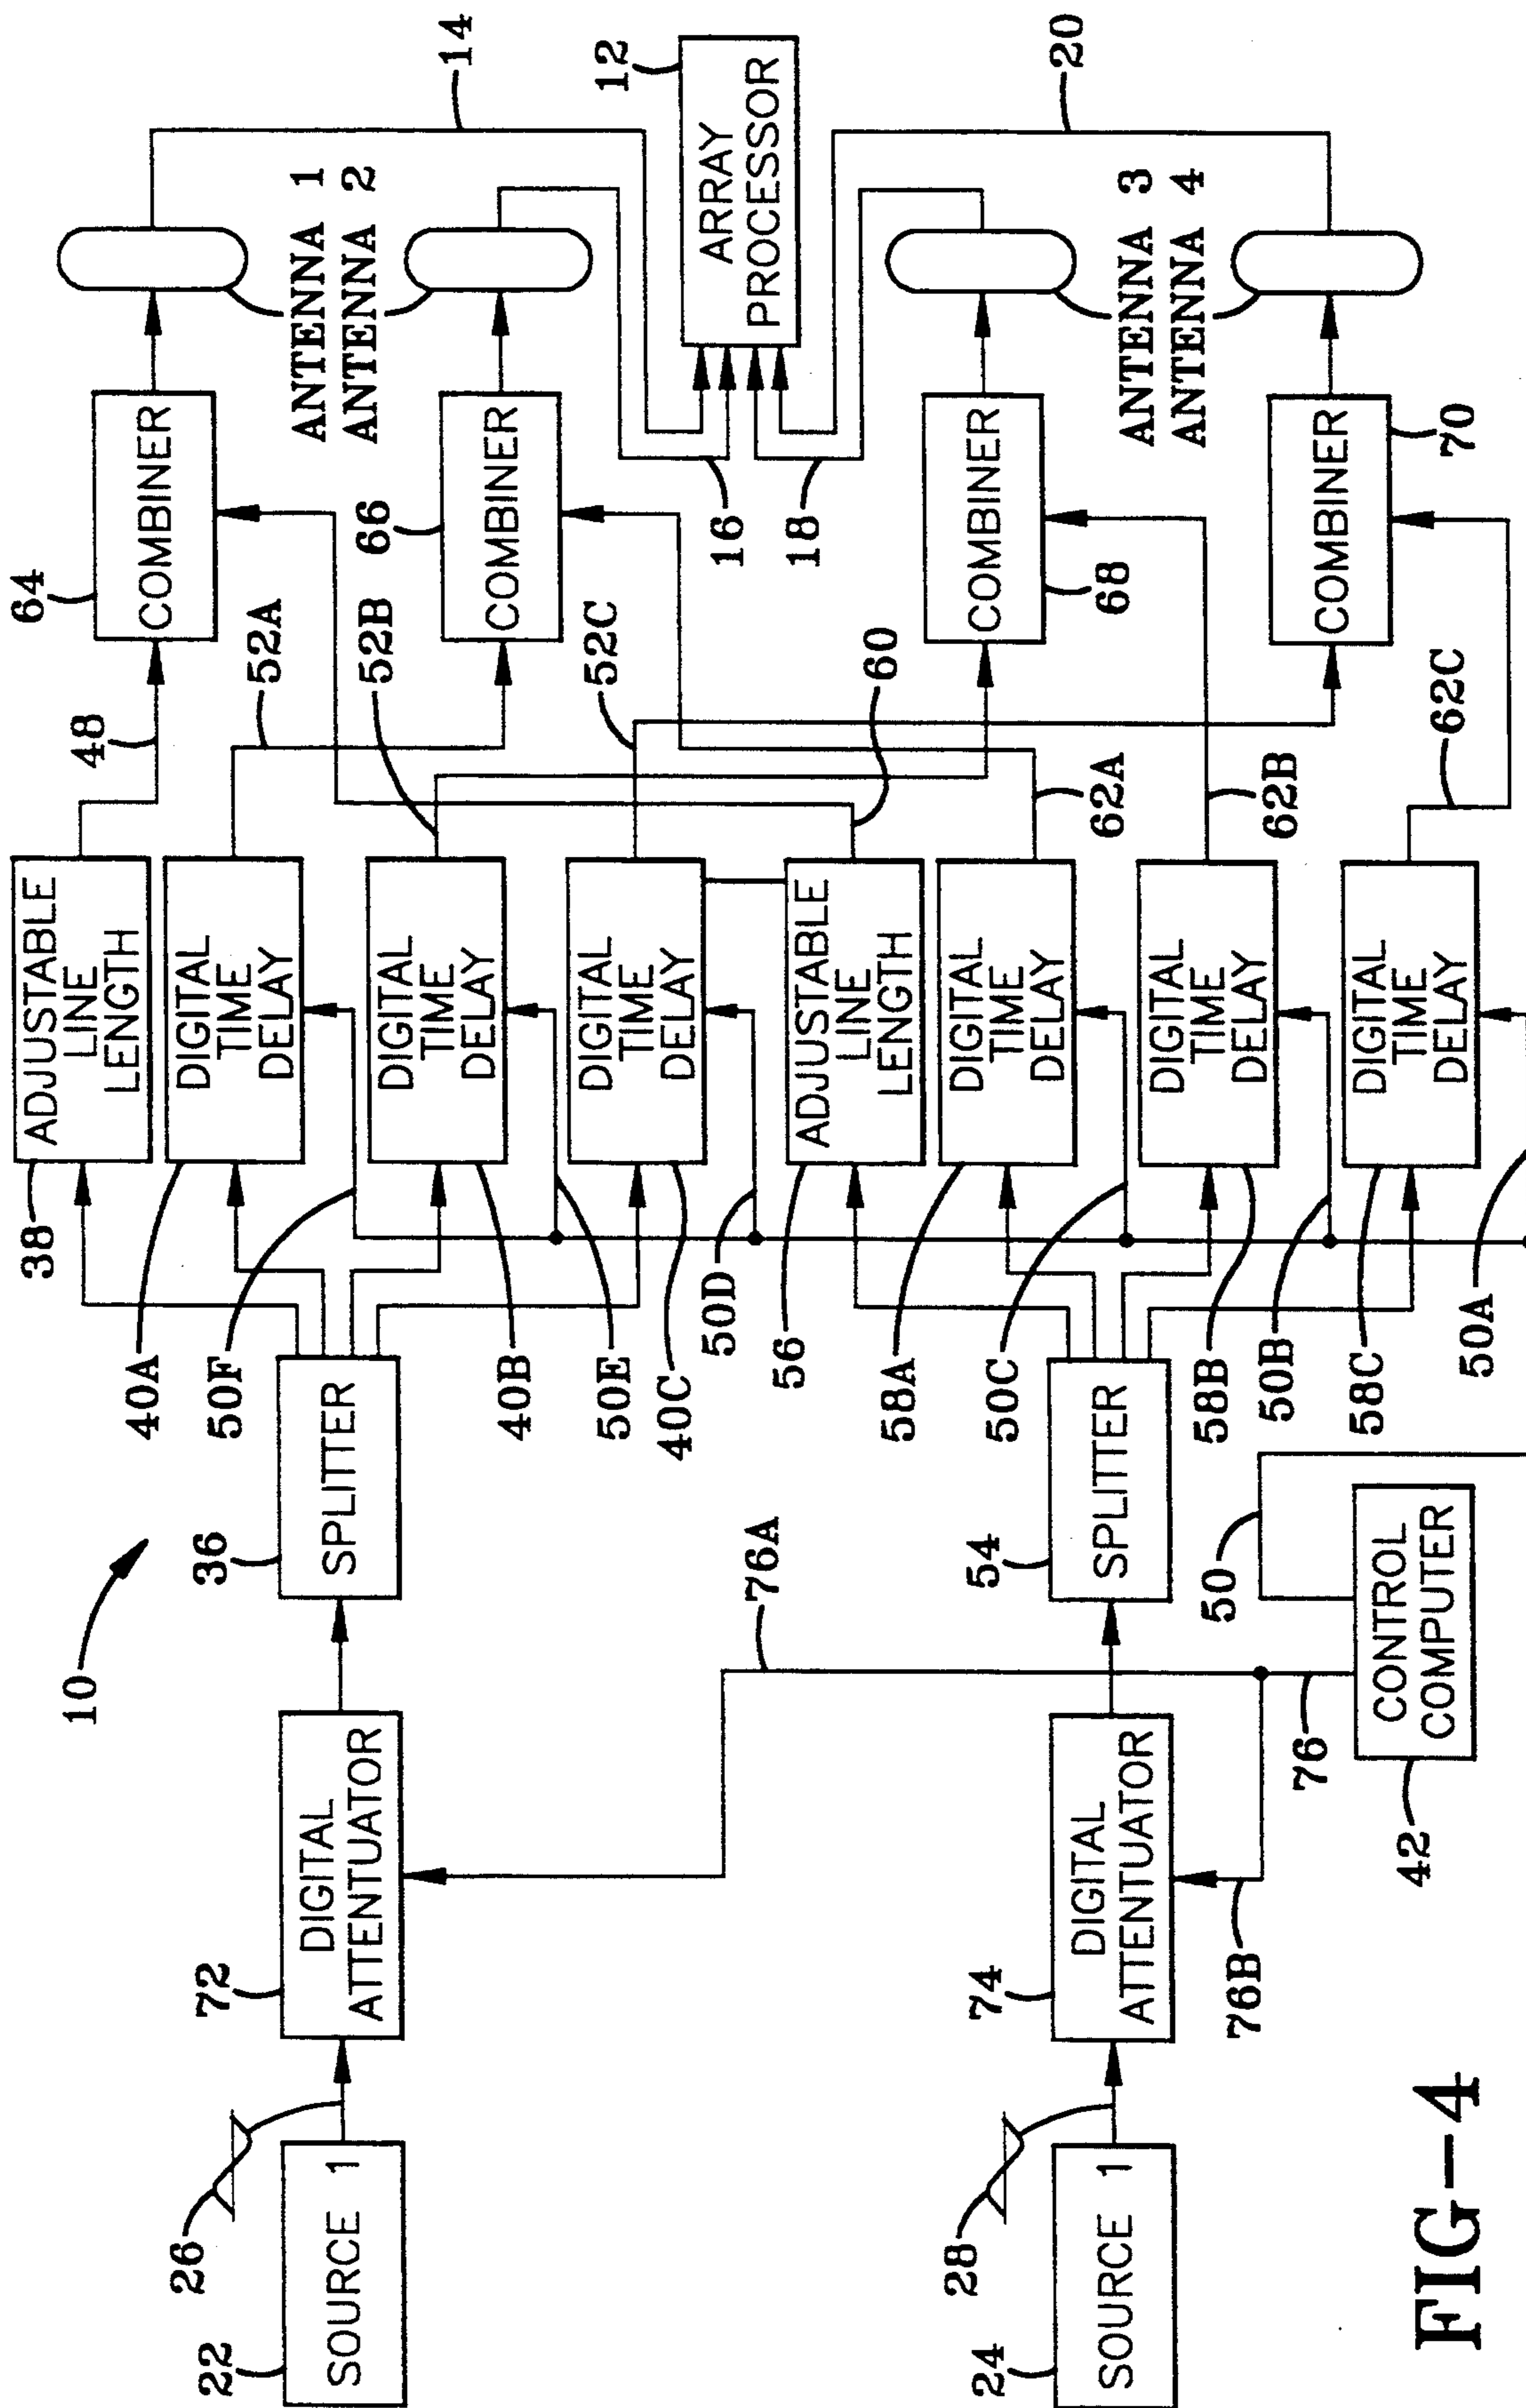 10
26
22
SOURCE 1
72
DIGITAL
ATTENTUATOR
36
SPLITTER
38
ADJUSTABLE
LINE
LENGTH
48
64
COMBINER
ANTENNA 1
14
40A
50F
DIGITAL
TIME
DELAY
52A
66
COMBINER
ANTENNA 2
16
40B
50E
DIGITAL
TIME
DELAY
52B
40C
50D
DIGITAL
TIME
DELAY
52C
12
ARRAY
PROCESSOR
76A
28
24
SOURCE 1
74
DIGITAL
ATTENTUATOR
54
SPLITTER
56
ADJUSTABLE
LINE
LENGTH
60
58A
50C
DIGITAL
TIME
DELAY
62A
68
COMBINER
ANTENNA 3
18
58B
50B
DIGITAL
TIME
DELAY
62B
58C
50A
DIGITAL
TIME
DELAY
62C
70
COMBINER
ANTENNA 4
20
76B
76
50
42
CONTROL
COMPUTER
FIG-4